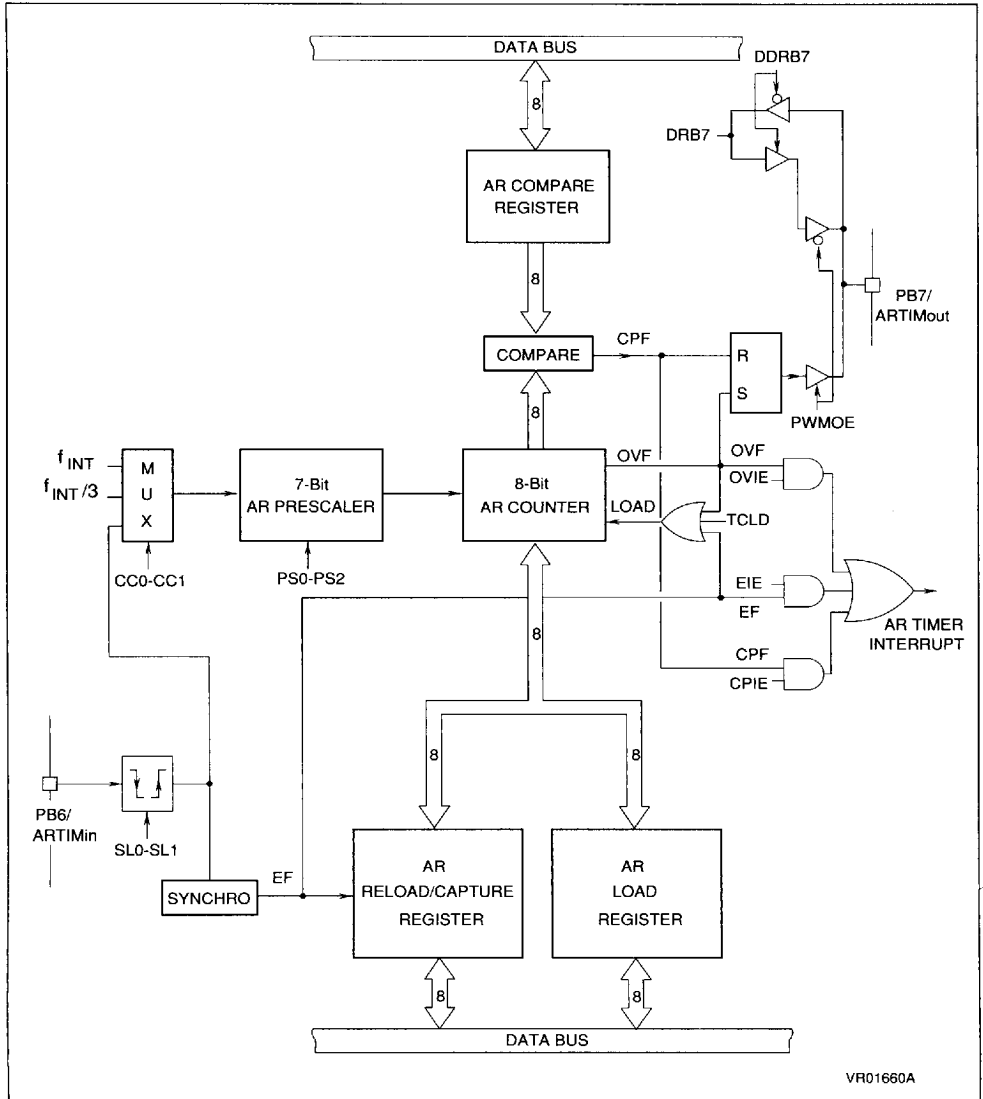 DATA BUS
DDRB7
8
DRB7
AR COMPARE
REGISTER
8
PB7/
ARTIMout
CPF
COMPARE
R
S
8
PWMOE
f INT
f INT /3
M
U
X
7-Bit
AR PRESCALER
8-Bit
AR COUNTER
OVF
OVF
OVIE
LOAD
TCLD
CC0-CC1
PS0-PS2
EIE
EF
AR TIMER
INTERRUPT
8
CPF
CPIE
8
8
PB6/
ARTIMin
SL0-SL1
SYNCHRO
EF
AR
RELOAD/CAPTURE
REGISTER
AR
LOAD
REGISTER
8
8
DATA BUS
VR01660A